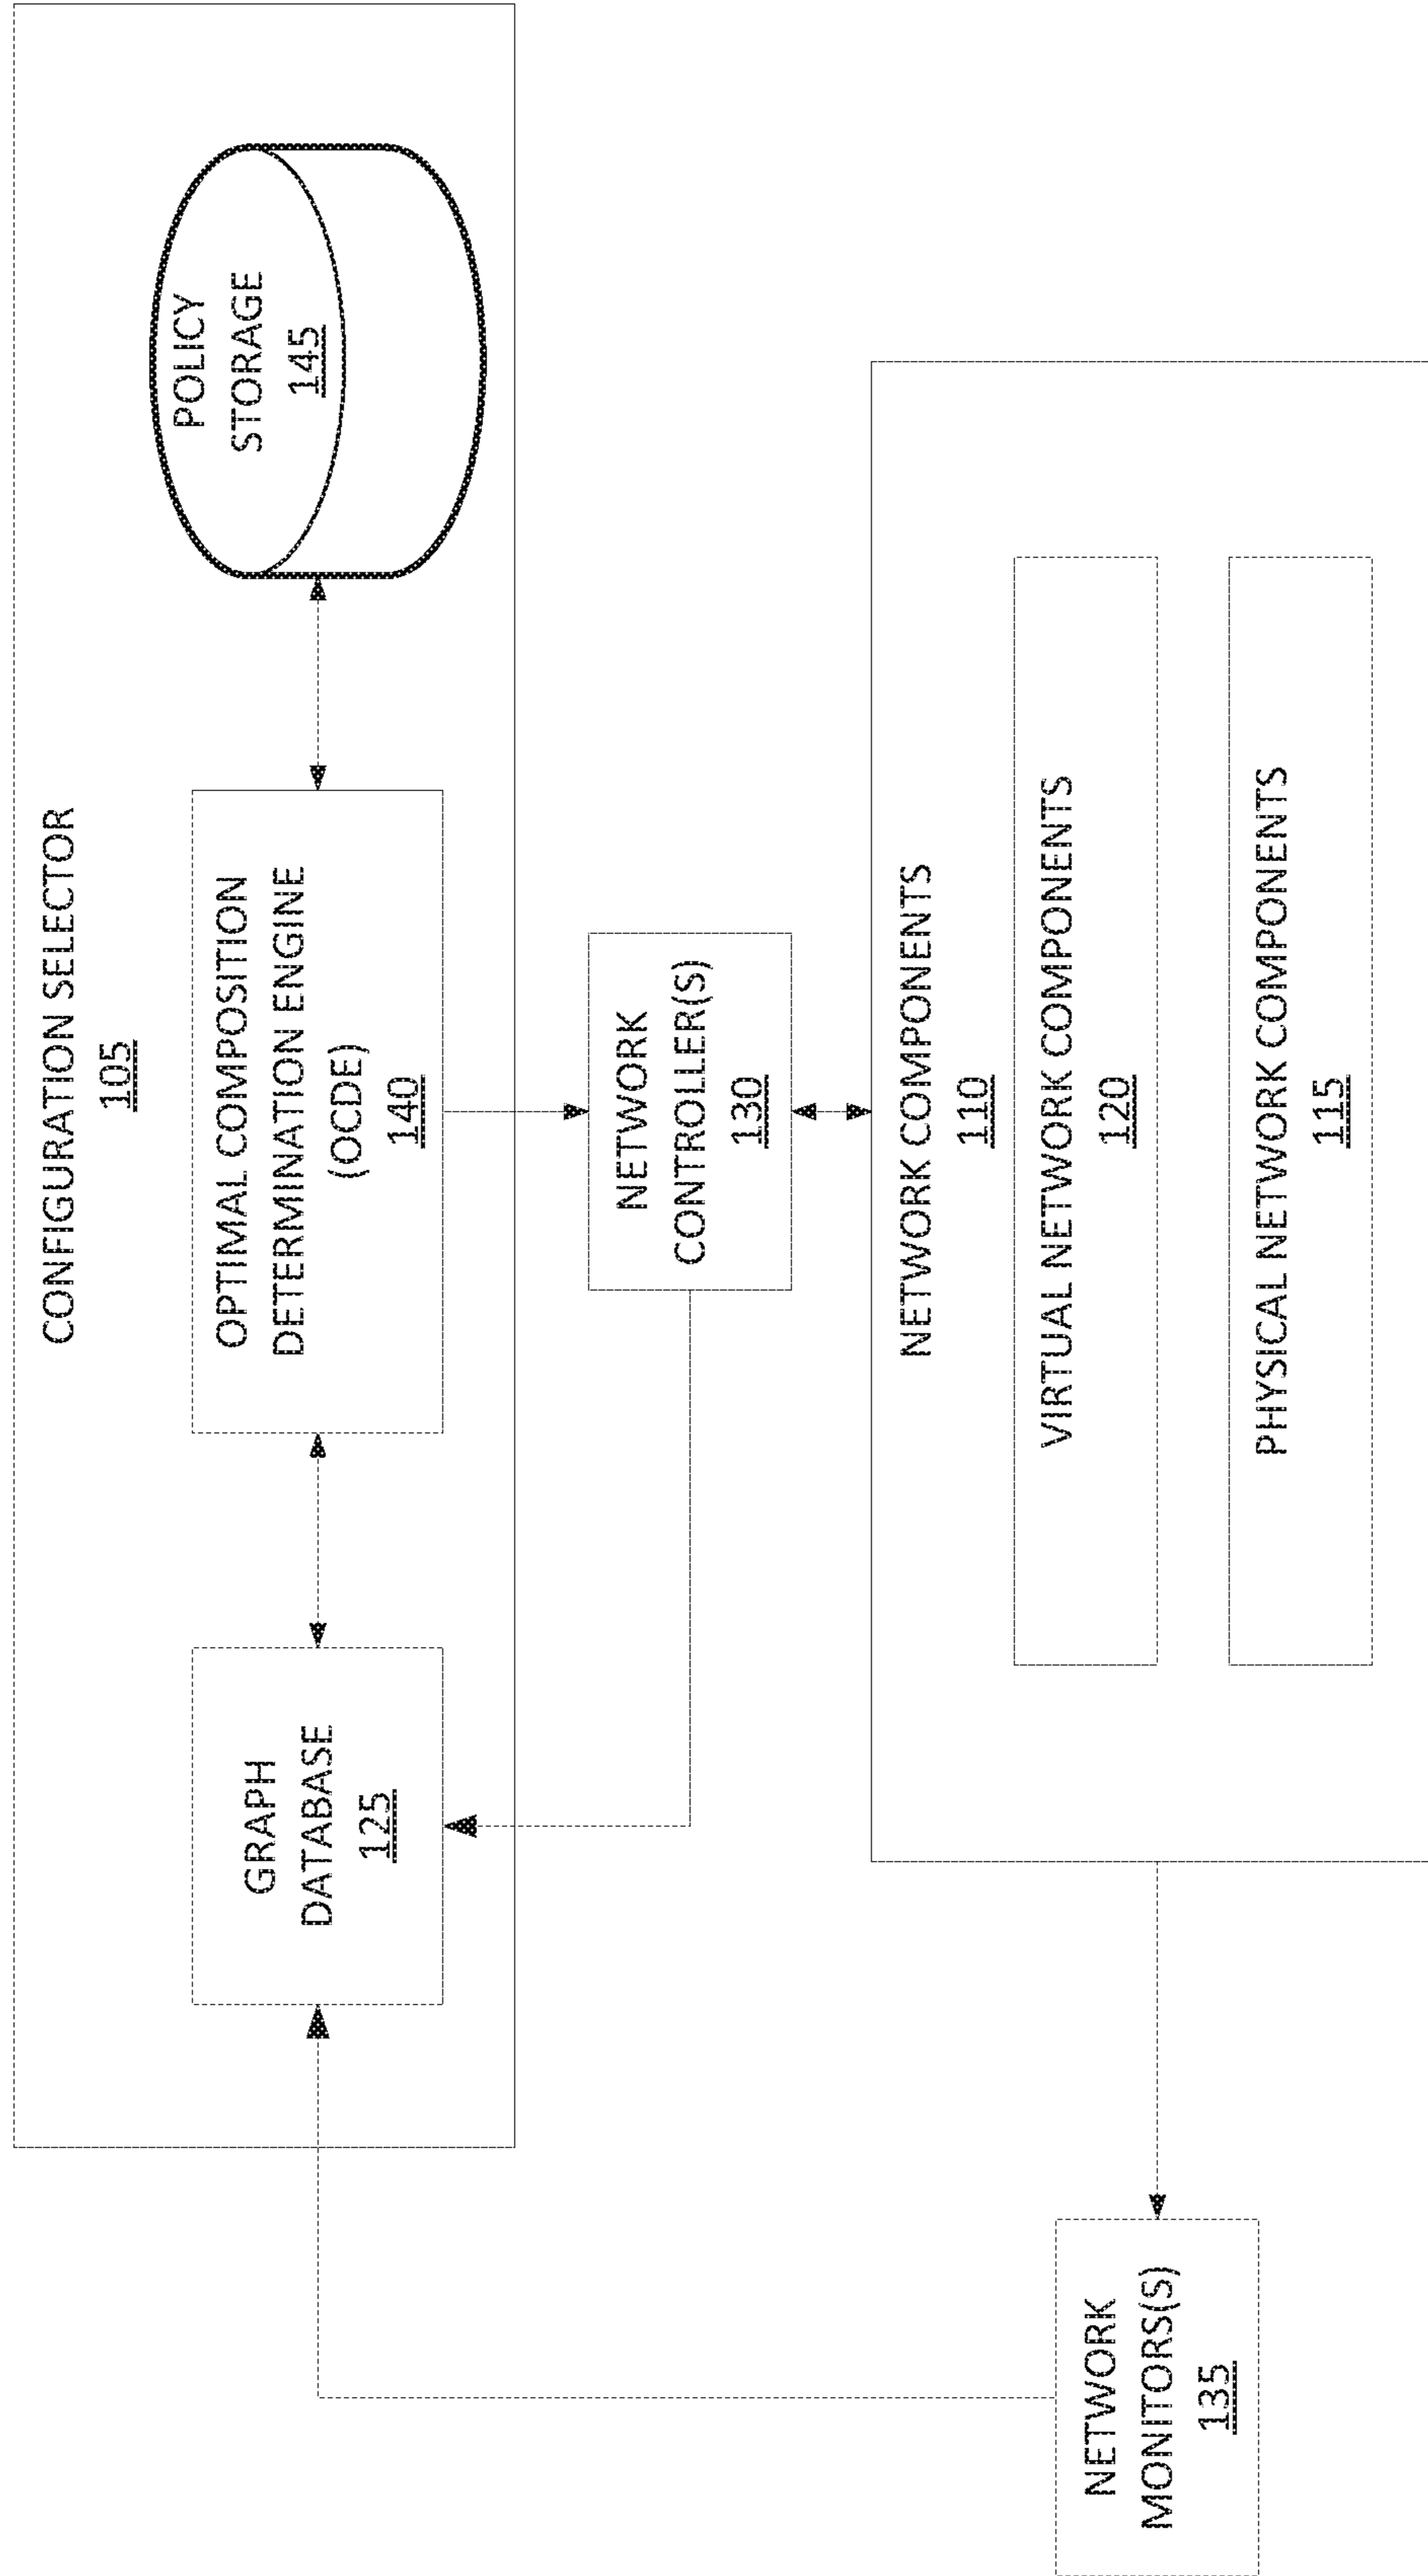 CONFIGURATION SELECTOR
105
GRAPH
DATABASE
125
OPTIMAL COMPOSITION
DETERMINATION ENGINE
(OCDE)
140
POLICY
STORAGE
145
NETWORK
CONTROLLER(S)
130
NETWORK COMPONENTS
110
VIRTUAL NETWORK COMPONENTS
120
PHYSICAL NETWORK COMPONENTS
115
NETWORK
MONITORS(S)
135